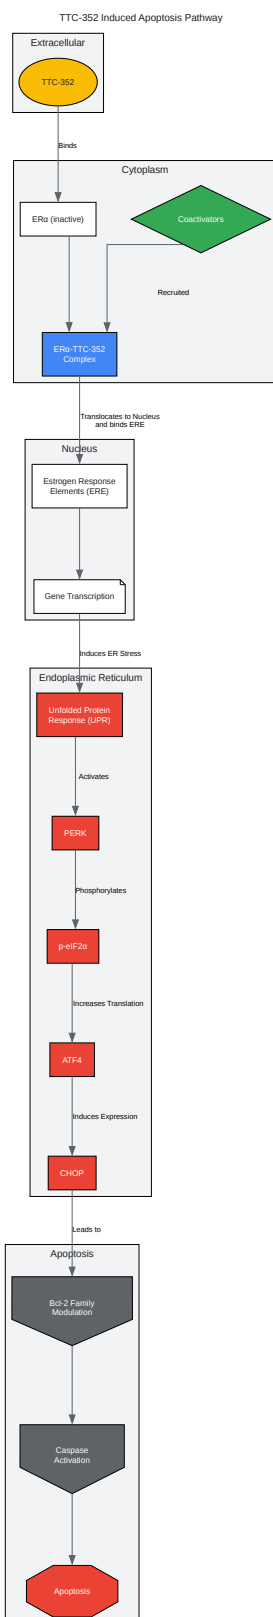 TTC-352 Induced Apoptosis Pathway
Extracellular
TTC-352
Binds
Cytoplasm
ERα (inactive)
Coactivators
Recruited
ERα-TTC-352
Complex
Translocates to Nucleus
and binds ERE
Nucleus
Estrogen Response
Elements (ERE)
Gene Transcription
Induces ER Stress
Endoplasmic Reticulum
Unfolded Protein
Response (UPR)
Activates
PERK
Phosphorylates
p-eIF2α
Increases Translation
ATF4
Induces Expression
CHOP
Leads to
Apoptosis
Bcl-2 Family
Modulation
Caspase
Activation
Apoptosis